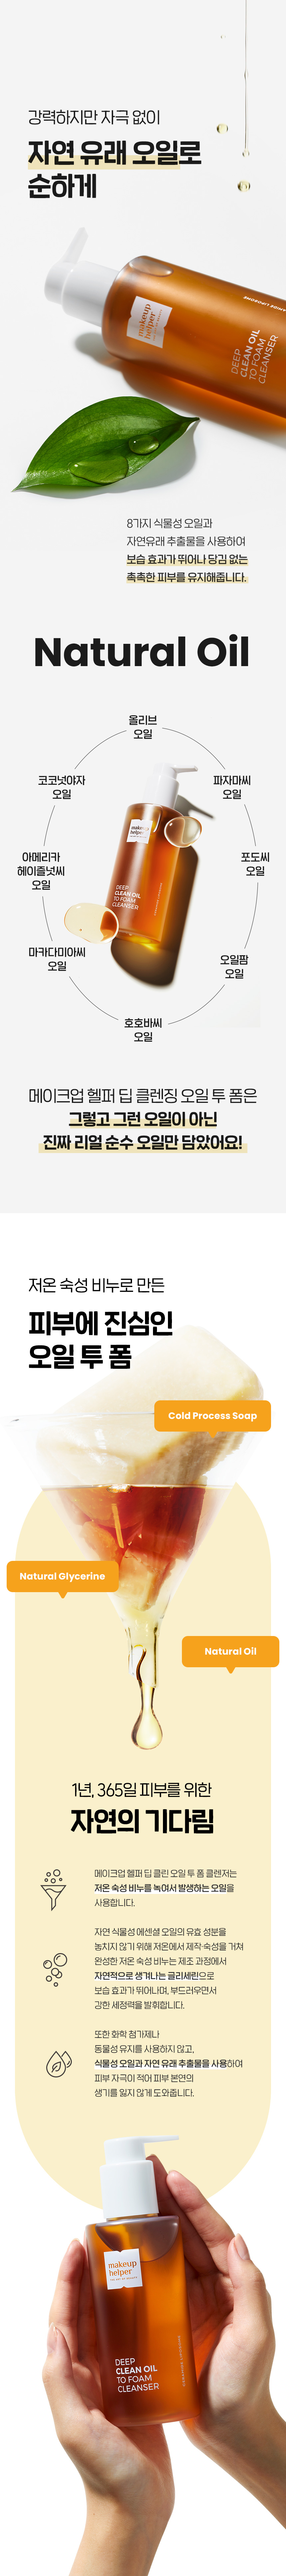 강력하지만 자극 없이
자연 유래 오일로
순하게
makeup
helper
DEEP
CLEAN OIL
TO FOAM
CLEANSER
8가지 식물성 오일과
자연유래 추출물을 사용하여
보습 효과가 뛰어나 당김 없는
촉촉한 피부를 유지해줍니다.
Natural Oil
올리브
오일
코코넛야자
오일
파자마씨
오일
아메리카
헤이즐넛씨
오일
포도씨
오일
마카다미아씨
오일
오일팜
오일
호호바씨
오일
makeup
helper
DEEP
CLEAN OIL
TO FOAM
CLEANSER
메이크업 헬퍼 딥 클렌징 오일 투 폼은
그렇고 그런 오일이 아닌
진짜 리얼 순수 오일만 담았어요!
저온 숙성 비누로 만든
피부에 진심인
오일 투 폼
Cold Process Soap
Natural Glycerine
Natural Oil
1년, 365일 피부를 위한
자연의 기다림
메이크업 헬퍼 딥 클린 오일 투 폼 클렌저는
저온 숙성 비누를 녹여서 발생하는 오일을
사용합니다.
자연 식물성 에센셜 오일의 유효 성분을
놓치지 않기 위해 저온에서 제작·숙성을 거쳐
완성한 저온 숙성 비누는 제조 과정에서
자연적으로 생겨나는 글리세린으로
보습 효과가 뛰어나며, 부드러우면서
강한 세정력을 발휘합니다.
또한 화학 첨가제나
동물성 유지를 사용하지 않고,
식물성 오일과 자연 유래 추출물을 사용하여
피부 자극이 적어 피부 본연의
생기를 잃지 않게 도와줍니다.
makeup
helper
DEEP
CLEAN OIL
TO FOAM
CLEANSER